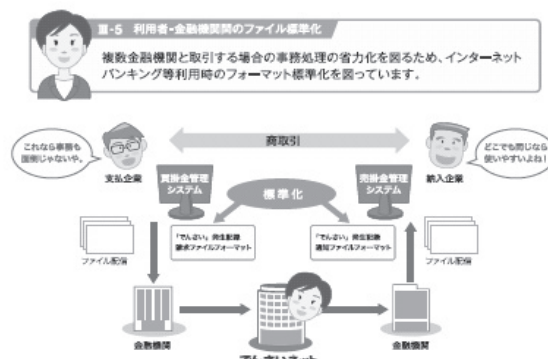 Ⅲ-5 利用者-金融機関間のファイル標準化
複数金融機関と取引する場合の事務処理の省力化を図るため、インターネット
バンキング等利用時のフォーマット標準化を図っています。
これなら事務も
面倒じゃないや。
支払企業
商取引
納入企業
どこでも同じなら
使いやすいよね!
買掛金管理
システム
標準化
売掛金管理
システム
「でんさい」発生記録
請求ファイルフォーマット
「でんさい」発生記録
通知ファイルフォーマット
ファイル配信
ファイル配信
金融機関
でんさいネット
金融機関